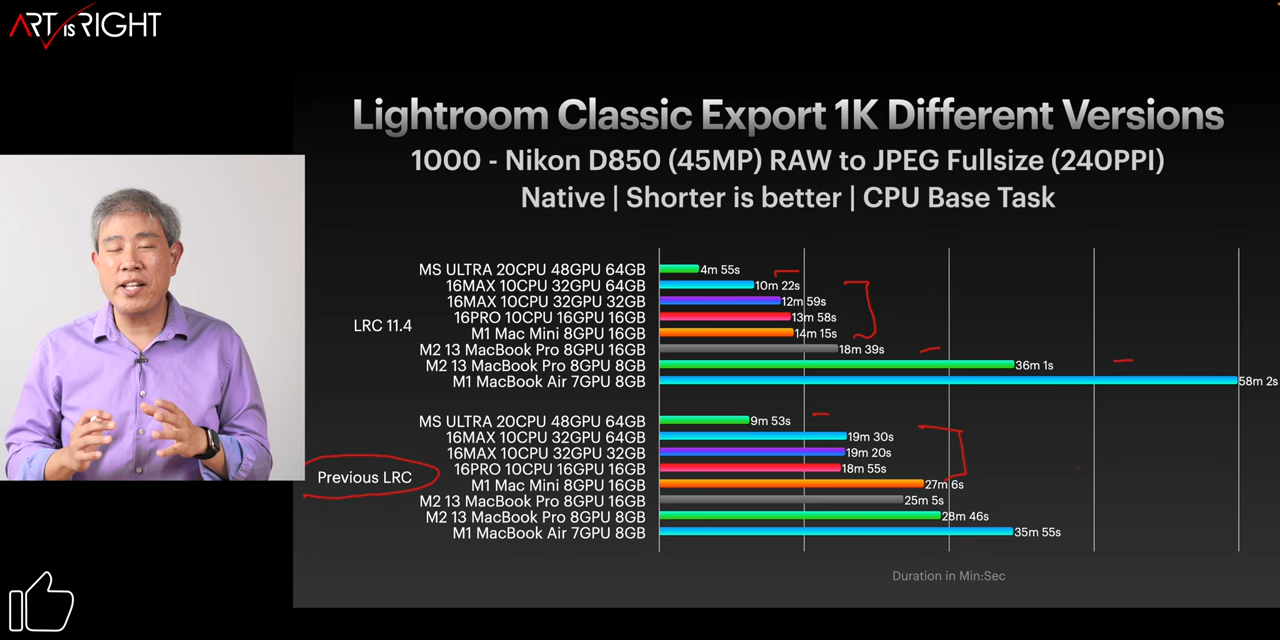 ART IS RIGHT
Lightroom Classic Export 1K Different Versions
1000 - Nikon D850 (45MP) RAW to JPEG Fullsize (240PPI)
Native | Shorter is better | CPU Base Task
LRC 11.4
MS ULTRA 20CPU 48GPU 64GB 4m 55s
16MAX 10CPU 32GPU 64GB 10m 22s
16MAX 10CPU 32GPU 32GB 12m 59s
16PRO 10CPU 16GPU 16GB 13m 58s
M1 Mac Mini 8GPU 16GB 14m 15s
M2 13 MacBook Pro 8GPU 16GB 18m 39s
M2 13 MacBook Pro 8GPU 8GB 36m 1s
M1 MacBook Air 7GPU 8GB 58m 2s
Previous LRC
MS ULTRA 20CPU 48GPU 64GB 9m 53s
16MAX 10CPU 32GPU 64GB 19m 30s
16MAX 10CPU 32GPU 32GB 19m 20s
16PRO 10CPU 16GPU 16GB 18m 55s
M1 Mac Mini 8GPU 16GB 27m 6s
M2 13 MacBook Pro 8GPU 16GB 25m 5s
M2 13 MacBook Pro 8GPU 8GB 28m 46s
M1 MacBook Air 7GPU 8GB 35m 55s
Duration in Min:Sec